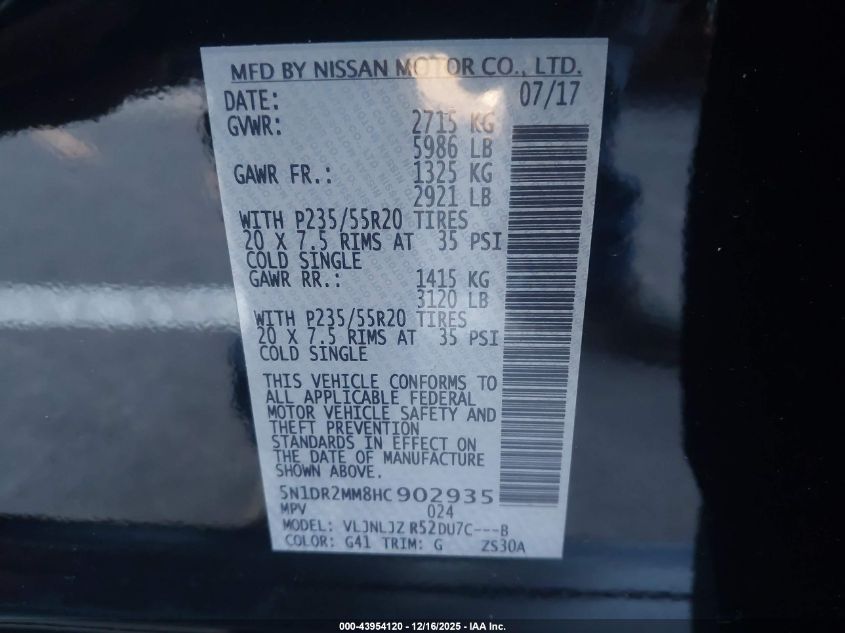 MFD BY NISSAN MOTOR CO., LTD.
DATE: 07/17
GVWR: 2715 KG
5986 LB
GAWR FR.: 1325 KG
2921 LB
WITH P235/55R20 TIRES
20 X 7.5 RIMS AT 35 PSI
COLD SINGLE
GAWR RR.: 1415 KG
3120 LB
WITH P235/55R20 TIRES
20 X 7.5 RIMS AT 35 PSI
COLD SINGLE
THIS VEHICLE CONFORMS TO
ALL APPLICABLE FEDERAL
MOTOR VEHICLE SAFETY AND
THEFT PREVENTION
STANDARDS IN EFFECT ON
THE DATE OF MANUFACTURE
SHOWN ABOVE.
5N1DR2MM8HC902935
MPV 024
MODEL: VLJNLJZ R52DU7C---B
COLOR: G41 TRIM: G ZS30A
000-43954120 - 12/16/2025 - IAA Inc.